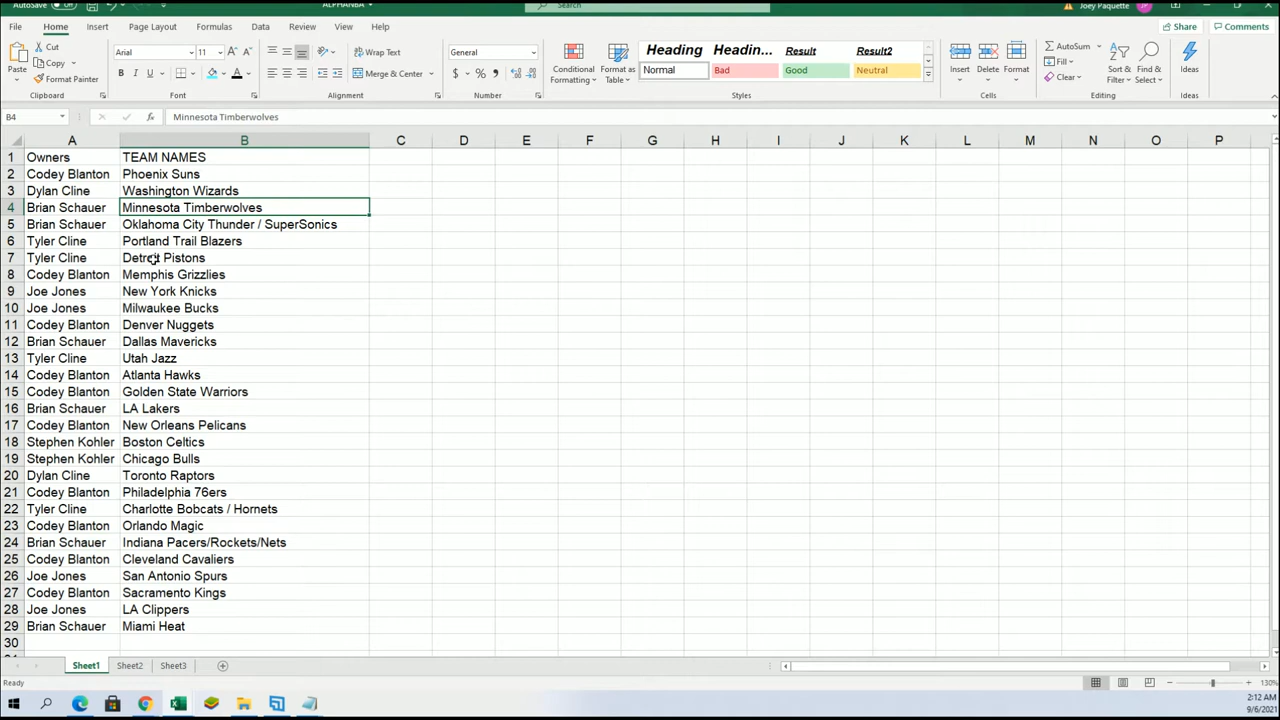 AutoSave
ALPHANBA
Search
Joey Paquette
JP
File Home Insert Page Layout Formulas Data Review View Help
Share Comments
Paste
Cut
Copy
Format Painter
Clipboard
Arial 11
B I U
Font
Wrap Text
Merge & Center
Alignment
General
$ % ,
Number
Conditional Formatting
Format as Table
Heading Headin... Result Result2
Normal Bad Good Neutral
Styles
Insert Delete Format
Cells
AutoSum
Fill
Clear
Sort & Filter
Find & Select
Editing
Ideas
Ideas
B4 fx Minnesota Timberwolves
A B C D E F G H I J K L M N O P
1 Owners TEAM NAMES
2 Codey Blanton Phoenix Suns
3 Dylan Cline Washington Wizards
4 Brian Schauer Minnesota Timberwolves
5 Brian Schauer Oklahoma City Thunder / SuperSonics
6 Tyler Cline Portland Trail Blazers
7 Tyler Cline Detroit Pistons
8 Codey Blanton Memphis Grizzlies
9 Joe Jones New York Knicks
10 Joe Jones Milwaukee Bucks
11 Codey Blanton Denver Nuggets
12 Brian Schauer Dallas Mavericks
13 Tyler Cline Utah Jazz
14 Codey Blanton Atlanta Hawks
15 Codey Blanton Golden State Warriors
16 Brian Schauer LA Lakers
17 Codey Blanton New Orleans Pelicans
18 Stephen Kohler Boston Celtics
19 Stephen Kohler Chicago Bulls
20 Dylan Cline Toronto Raptors
21 Codey Blanton Philadelphia 76ers
22 Tyler Cline Charlotte Bobcats / Hornets
23 Codey Blanton Orlando Magic
24 Brian Schauer Indiana Pacers/Rockets/Nets
25 Codey Blanton Cleveland Cavaliers
26 Joe Jones San Antonio Spurs
27 Codey Blanton Sacramento Kings
28 Joe Jones LA Clippers
29 Brian Schauer Miami Heat
30
Sheet1 Sheet2 Sheet3
Ready
130%
2:12 AM
9/6/2021